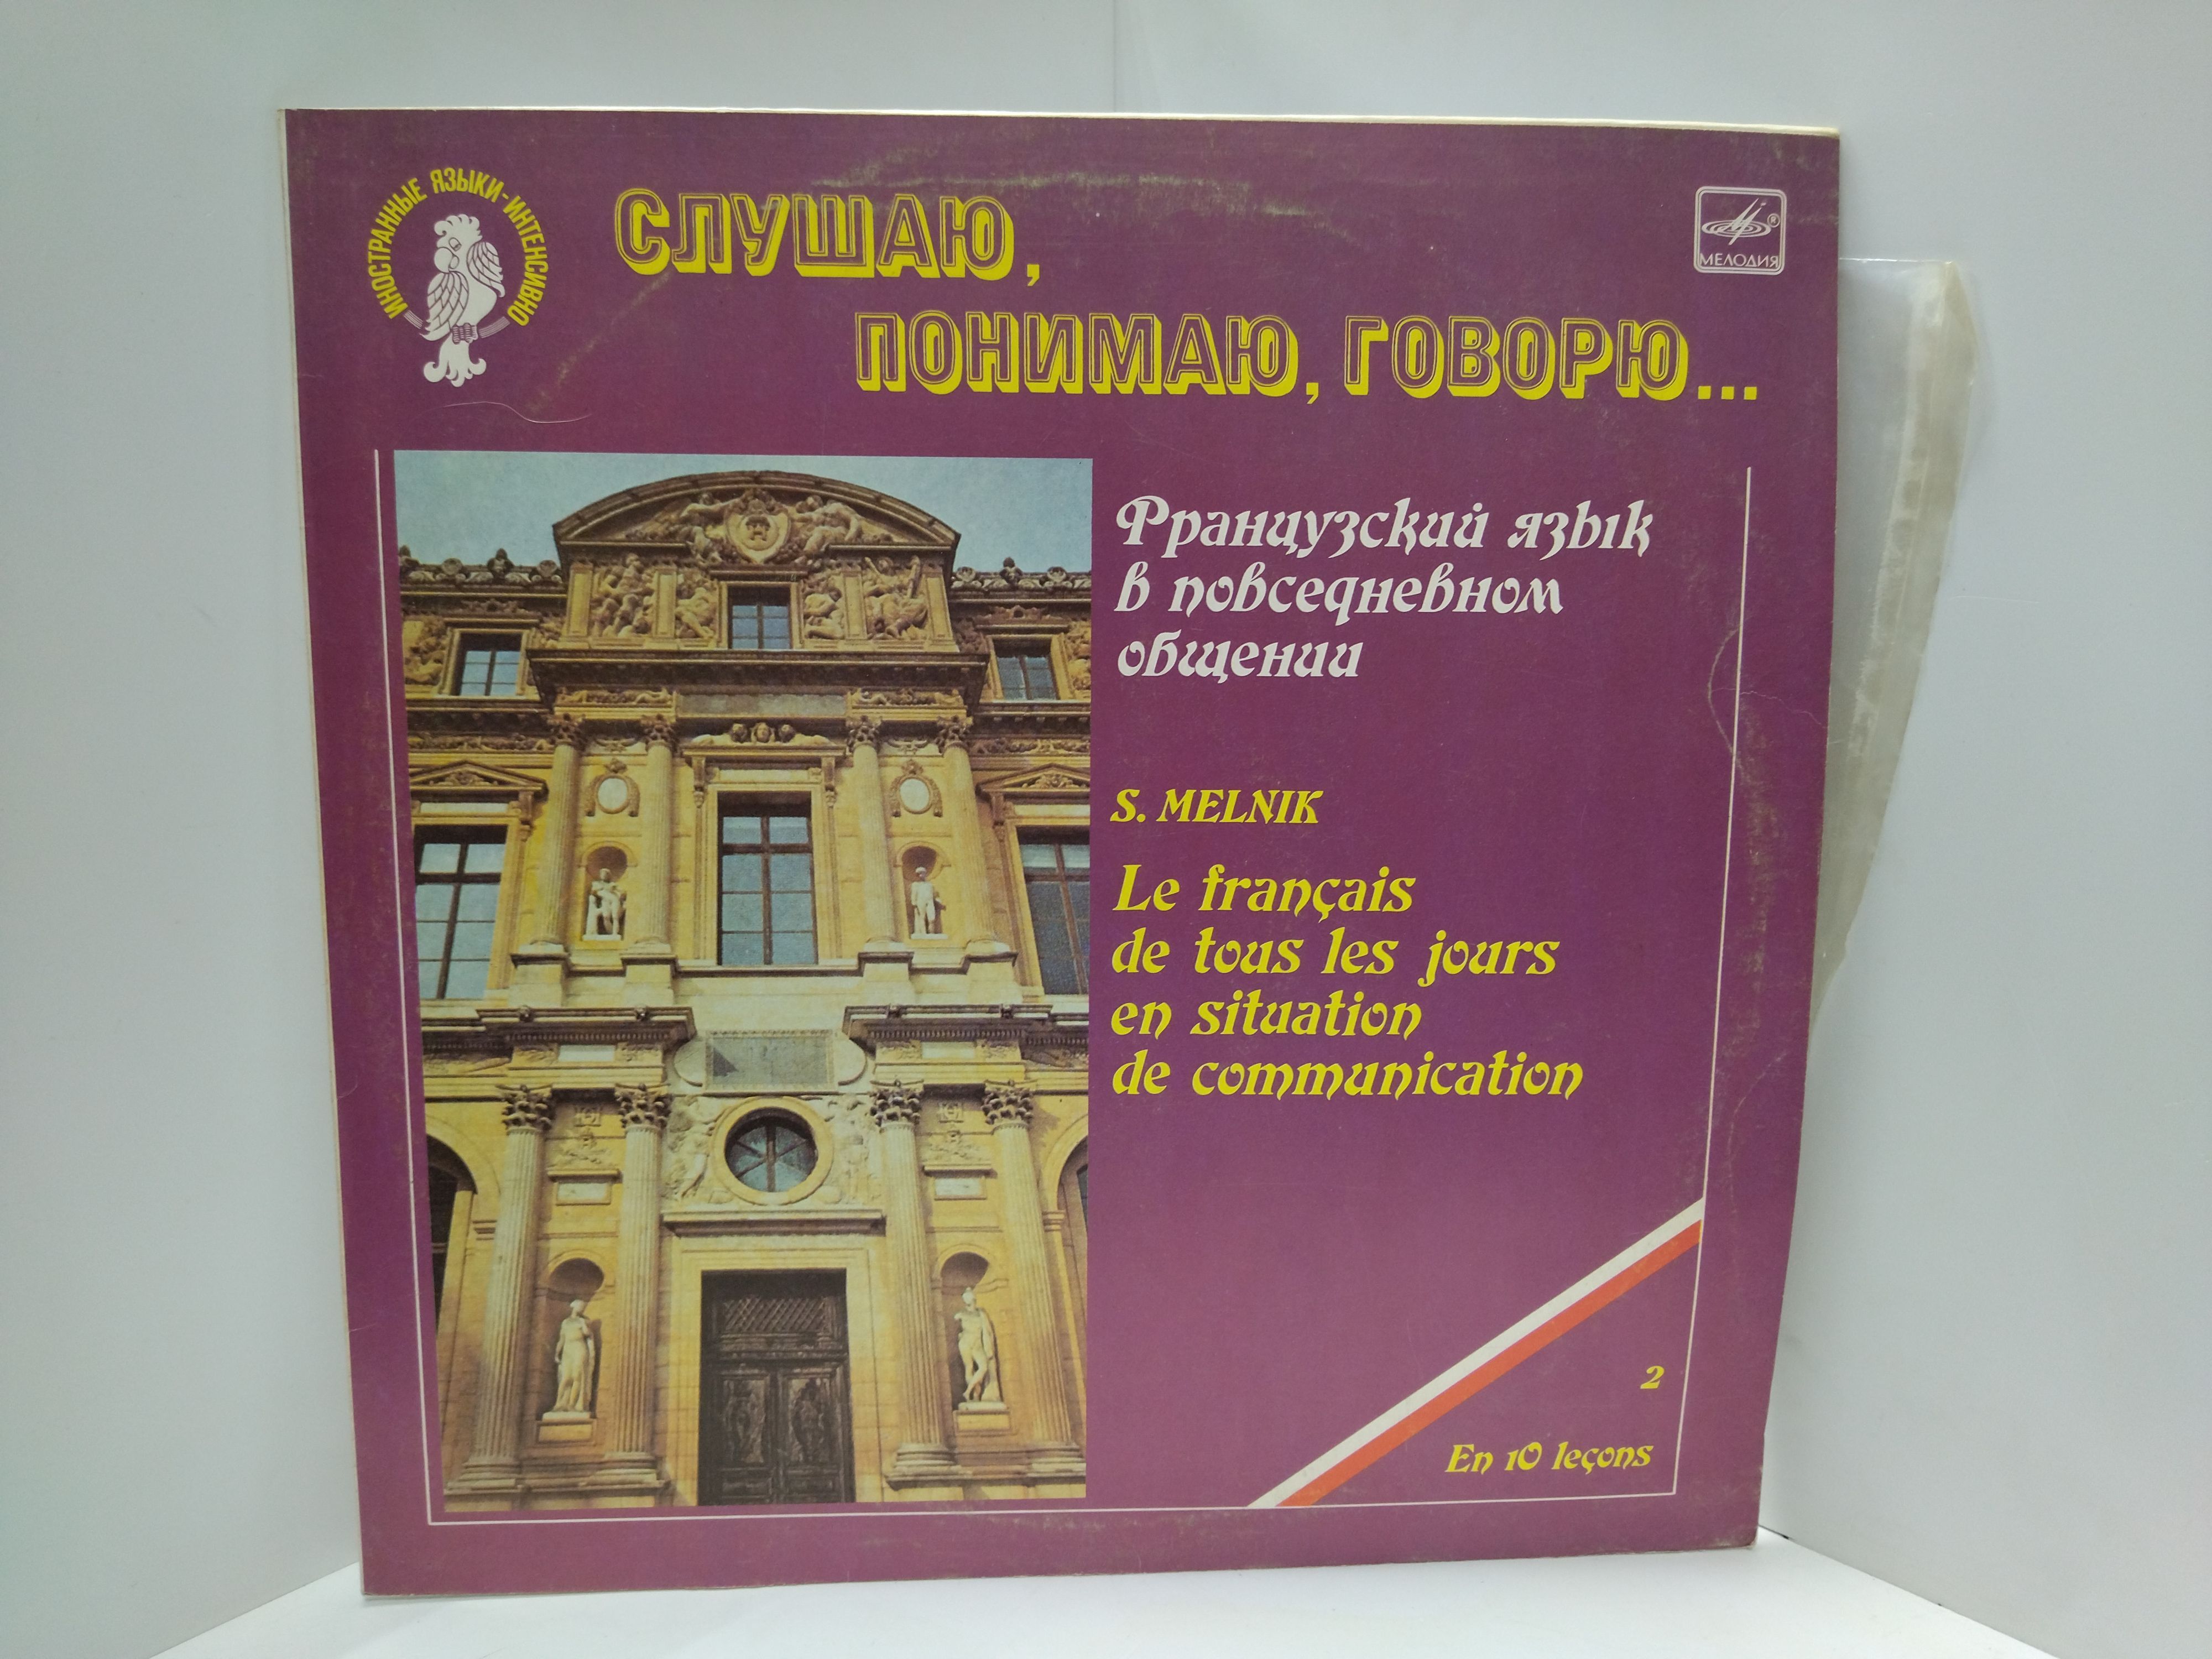 ИНОСТРАННЫЕ ЯЗЫКИ-ИНТЕНСИВНО
СЛУШАЮ,
ПОНИМАЮ, ГОВОРЮ...
МЕЛОДИЯ ®
Французский язык
в повседневном
общении
S. MELNIK
Le français
de tous les jours
en situation
de communication
2
En 10 leçons